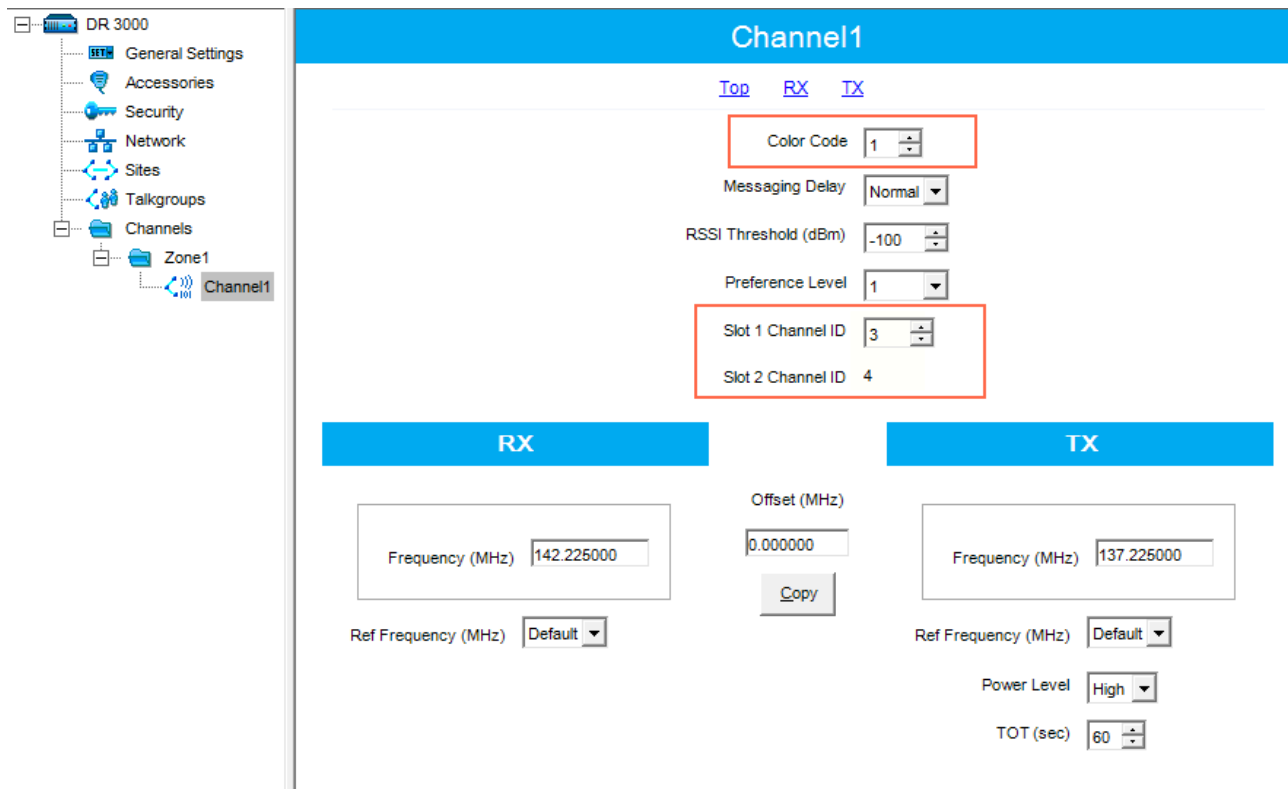 DR 3000
SET
General Settings
Accessories
Security
Network
Sites
Talkgroups
Channels
Zone1
101
Channel1
Channel1
Top RX TX
Color Code 1
Messaging Delay Normal
RSSI Threshold (dBm) -100
Preference Level 1
Slot 1 Channel ID 3
Slot 2 Channel ID 4
RX
Frequency (MHz) 142.225000
Ref Frequency (MHz) Default
Offset (MHz)
0.000000
Copy
TX
Frequency (MHz) 137.225000
Ref Frequency (MHz) Default
Power Level High
TOT (sec) 60